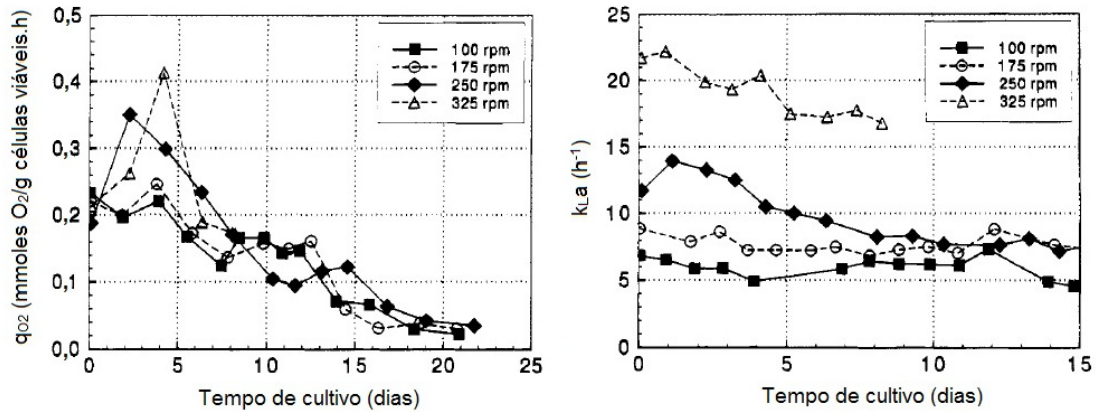 0,5
0,4
0,3
0,2
0,1
0,0
0
5
10
15
20
25
qO2 (mmoles O2/g células viáveis.h)
Tempo de cultivo (dias)
100 rpm
175 rpm
250 rpm
325 rpm
25
20
15
10
5
0
0
5
10
15
kLa (h-1)
Tempo de cultivo (dias)
100 rpm
175 rpm
250 rpm
325 rpm